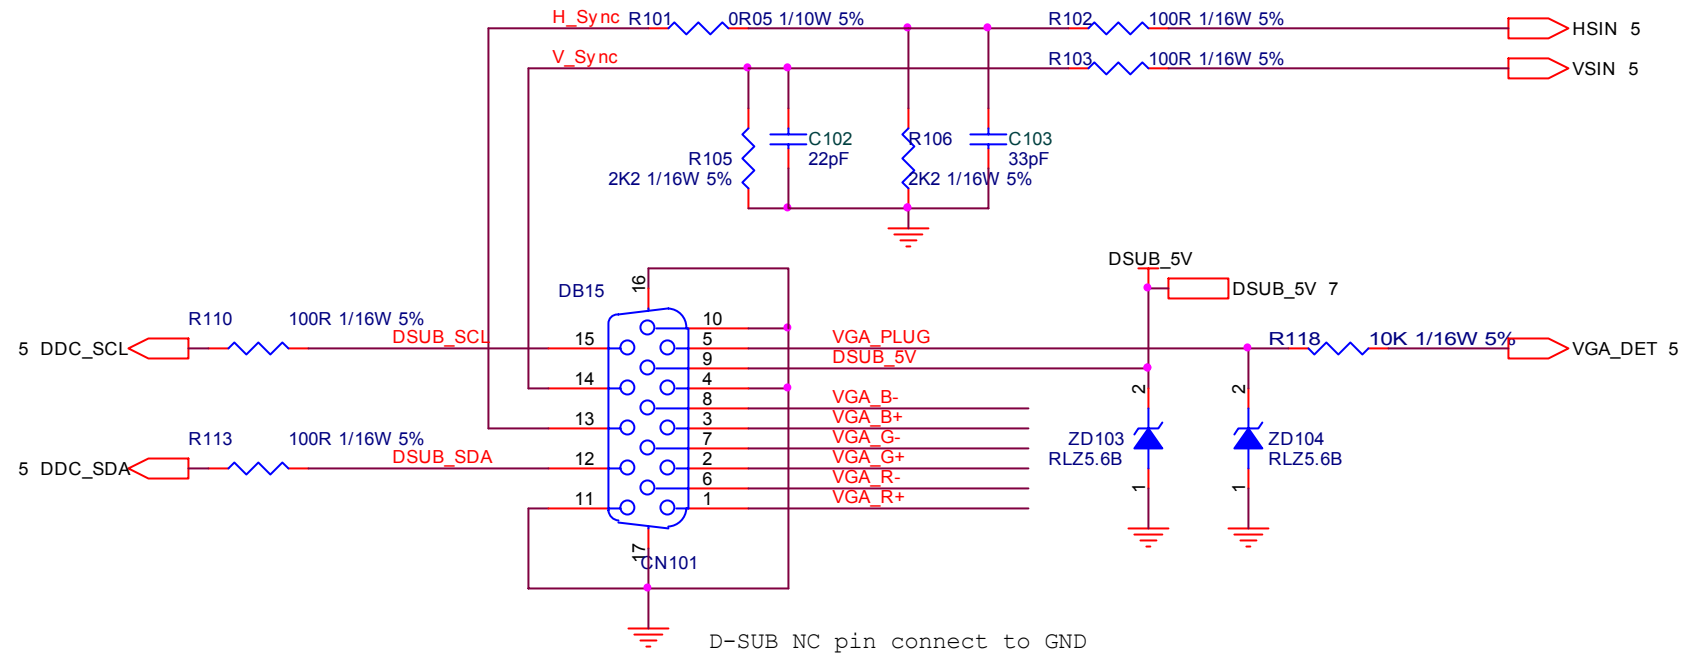 H_Sync R101 0R05 1/10W 5% R102 100R 1/16W 5% HSIN 5
V_Sync R103 100R 1/16W 5% VSIN 5
C102 R106 C103
R105 22pF 33pF
2K2 1/16W 5% 2K2 1/16W 5%
DSUB_5V
16
DB15 DSUB_5V 7
R110 100R 1/16W 5% 10
5 DDC_SCL DSUB_SCL 15 5 VGA_PLUG R118 10K 1/16W 5% VGA_DET 5
9 DSUB_5V
14 4 2 2
8 VGA_B-
13 3 VGA_B+
R113 100R 1/16W 5% 7 VGA_G- ZD103 ZD104
5 DDC_SDA DSUB_SDA 12 2 VGA_G+ RLZ5.6B RLZ5.6B
6 VGA_R- 1 1
11 1 VGA_R+
17
CN101
D-SUB NC pin connect to GND